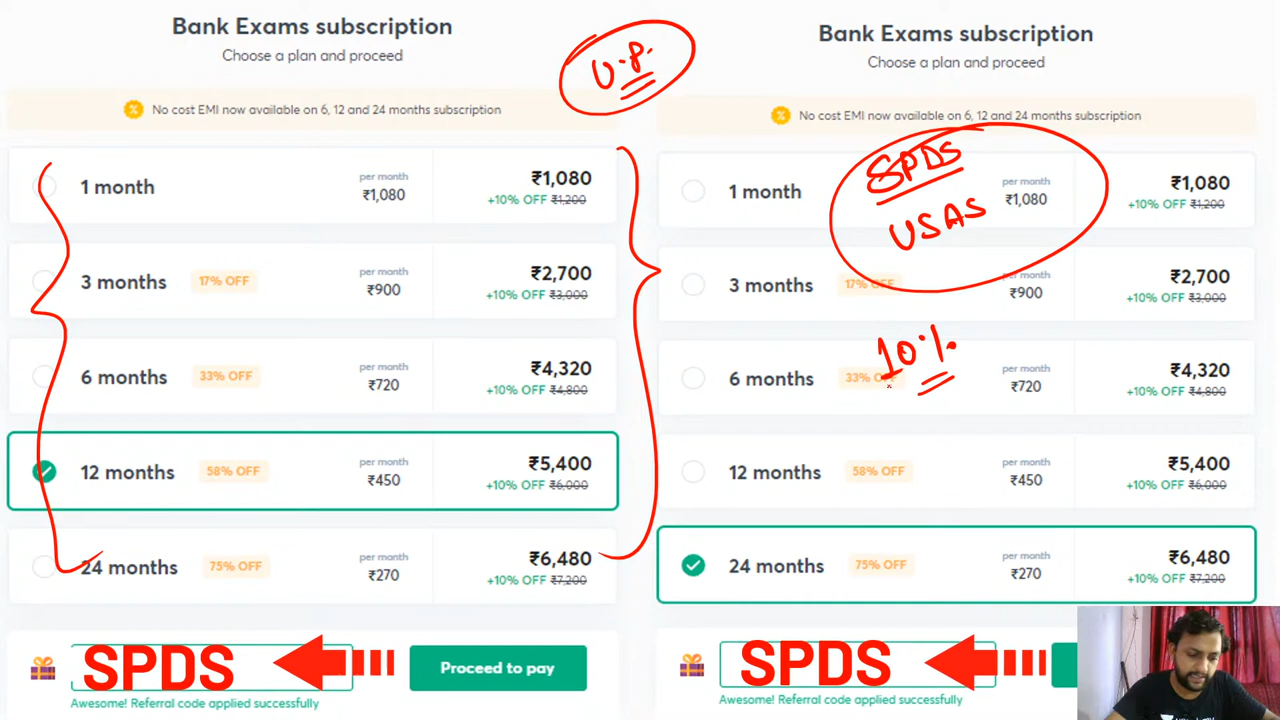 Bank Exams subscription
Choose a plan and proceed
No cost EMI now available on 6, 12 and 24 months subscription
1 month
per month
₹1,080
₹1,080
+10% OFF ₹1,200
3 months
17% OFF
per month
₹900
₹2,700
+10% OFF ₹3,000
6 months
33% OFF
per month
₹720
₹4,320
+10% OFF ₹4,800
12 months
58% OFF
per month
₹450
₹5,400
+10% OFF ₹6,000
24 months
75% OFF
per month
₹270
₹6,480
+10% OFF ₹7,200
SPDS
Proceed to pay
Awesome! Referral code applied successfully
U.P.
Bank Exams subscription
Choose a plan and proceed
No cost EMI now available on 6, 12 and 24 months subscription
SPDS
USAS
1 month
per month
₹1,080
₹1,080
+10% OFF ₹1,200
3 months
17% OFF
per month
₹900
₹2,700
+10% OFF ₹3,000
10%
6 months
33% OFF
per month
₹720
₹4,320
+10% OFF ₹4,800
12 months
58% OFF
per month
₹450
₹5,400
+10% OFF ₹6,000
24 months
75% OFF
per month
₹270
₹6,480
+10% OFF ₹7,200
SPDS
Awesome! Referral code applied successfully